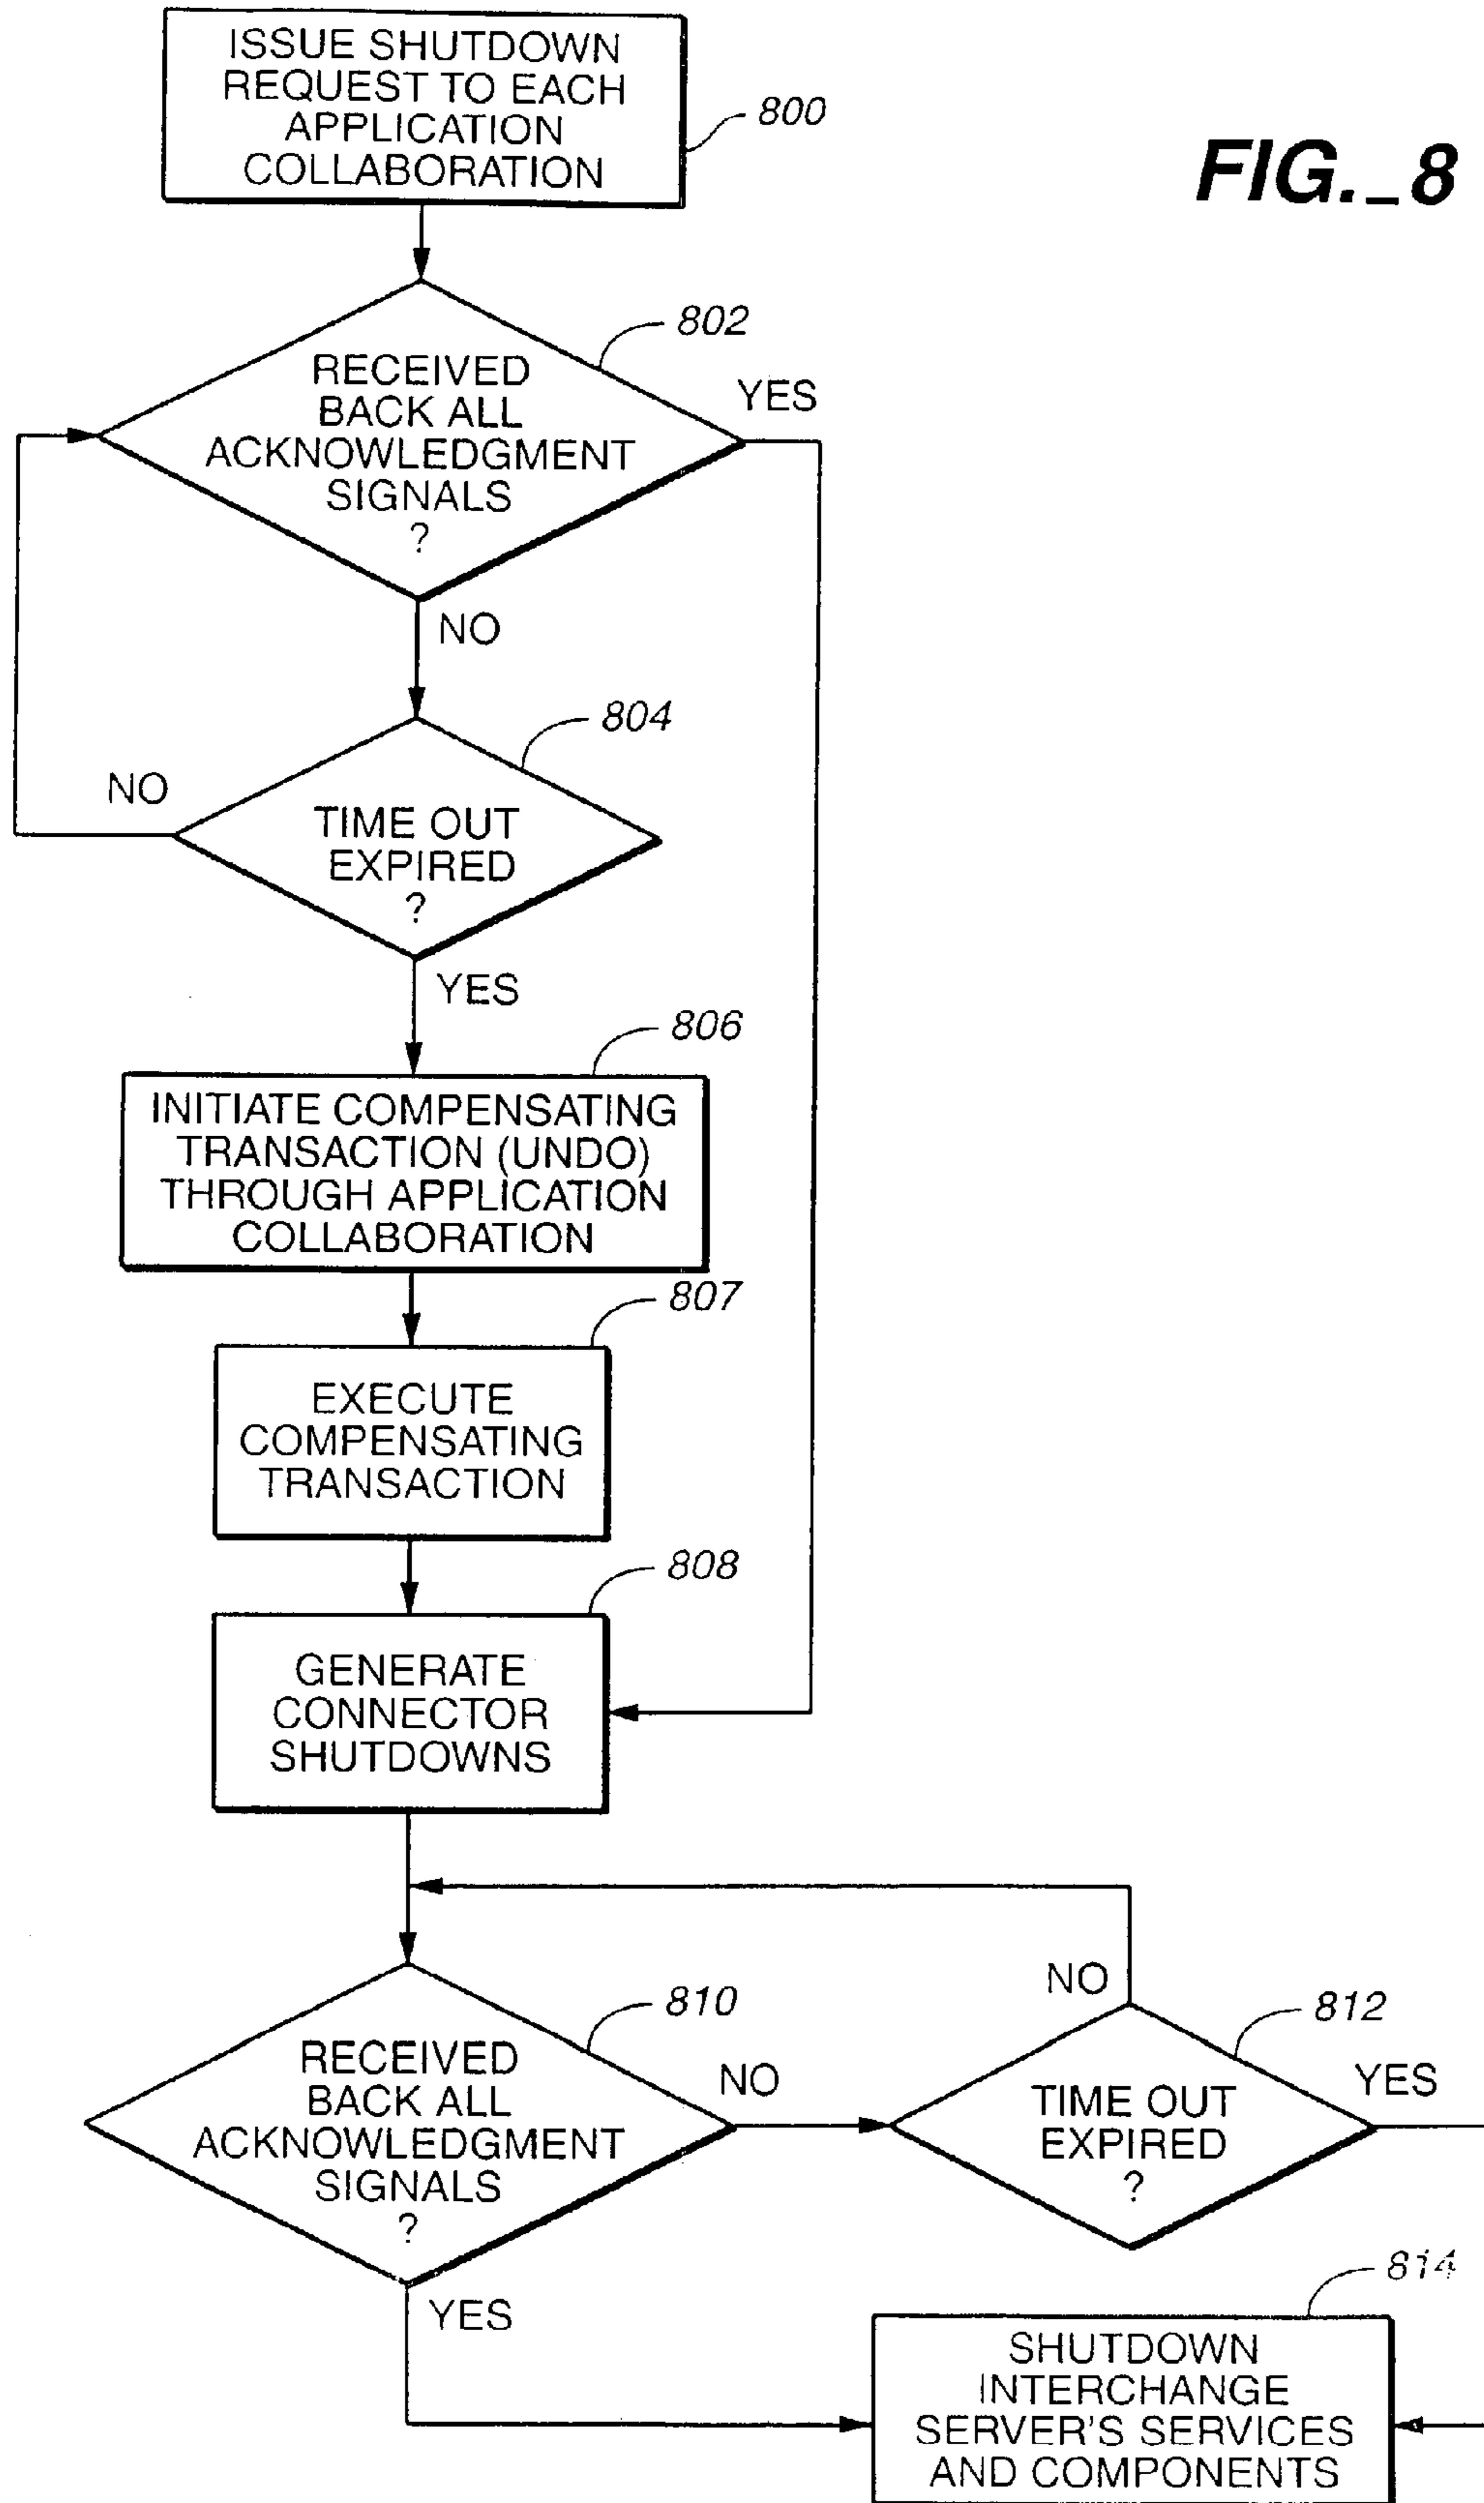 ISSUE SHUTDOWN
REQUEST TO EACH
APPLICATION
COLLABORATION
800
FIG._8
802
RECEIVED
BACK ALL
ACKNOWLEDGMENT
SIGNALS
?
YES
NO
804
NO
TIME OUT
EXPIRED
?
YES
806
INITIATE COMPENSATING
TRANSACTION (UNDO)
THROUGH APPLICATION
COLLABORATION
807
EXECUTE
COMPENSATING
TRANSACTION
808
GENERATE
CONNECTOR
SHUTDOWNS
810
RECEIVED
BACK ALL
ACKNOWLEDGMENT
SIGNALS
?
NO
NO
812
TIME OUT
EXPIRED
?
YES
YES
814
SHUTDOWN
INTERCHANGE
SERVER'S SERVICES
AND COMPONENTS